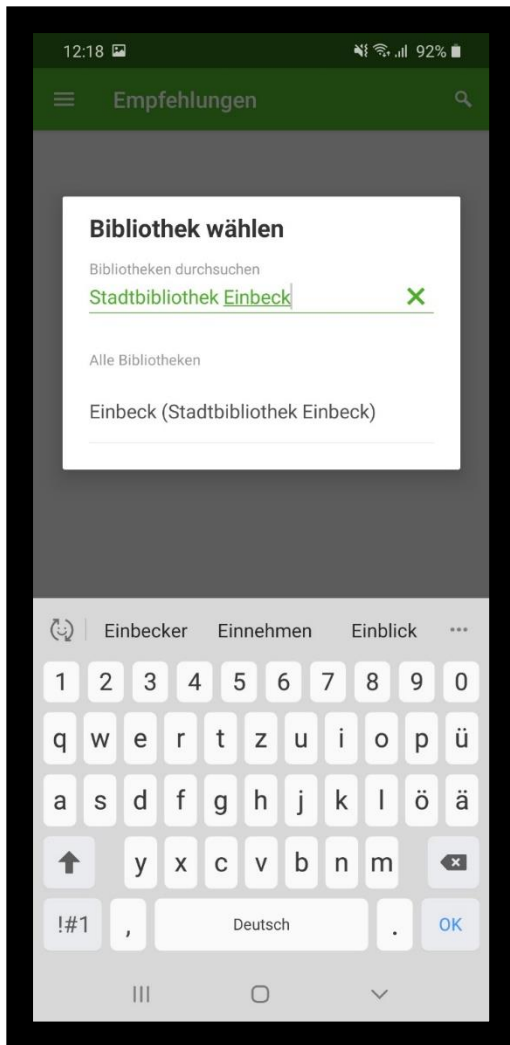 12:18 92%
Empfehlungen
Bibliothek wählen
Bibliotheken durchsuchen
Stadtbibliothek Einbeck
Alle Bibliotheken
Einbeck (Stadtbibliothek Einbeck)
Einbecker Einnehmen Einblick ...
1 2 3 4 5 6 7 8 9 0
q w e r t z u i o p ü
a s d f g h j k l ö ä
y x c v b n m
!#1 , Deutsch . OK